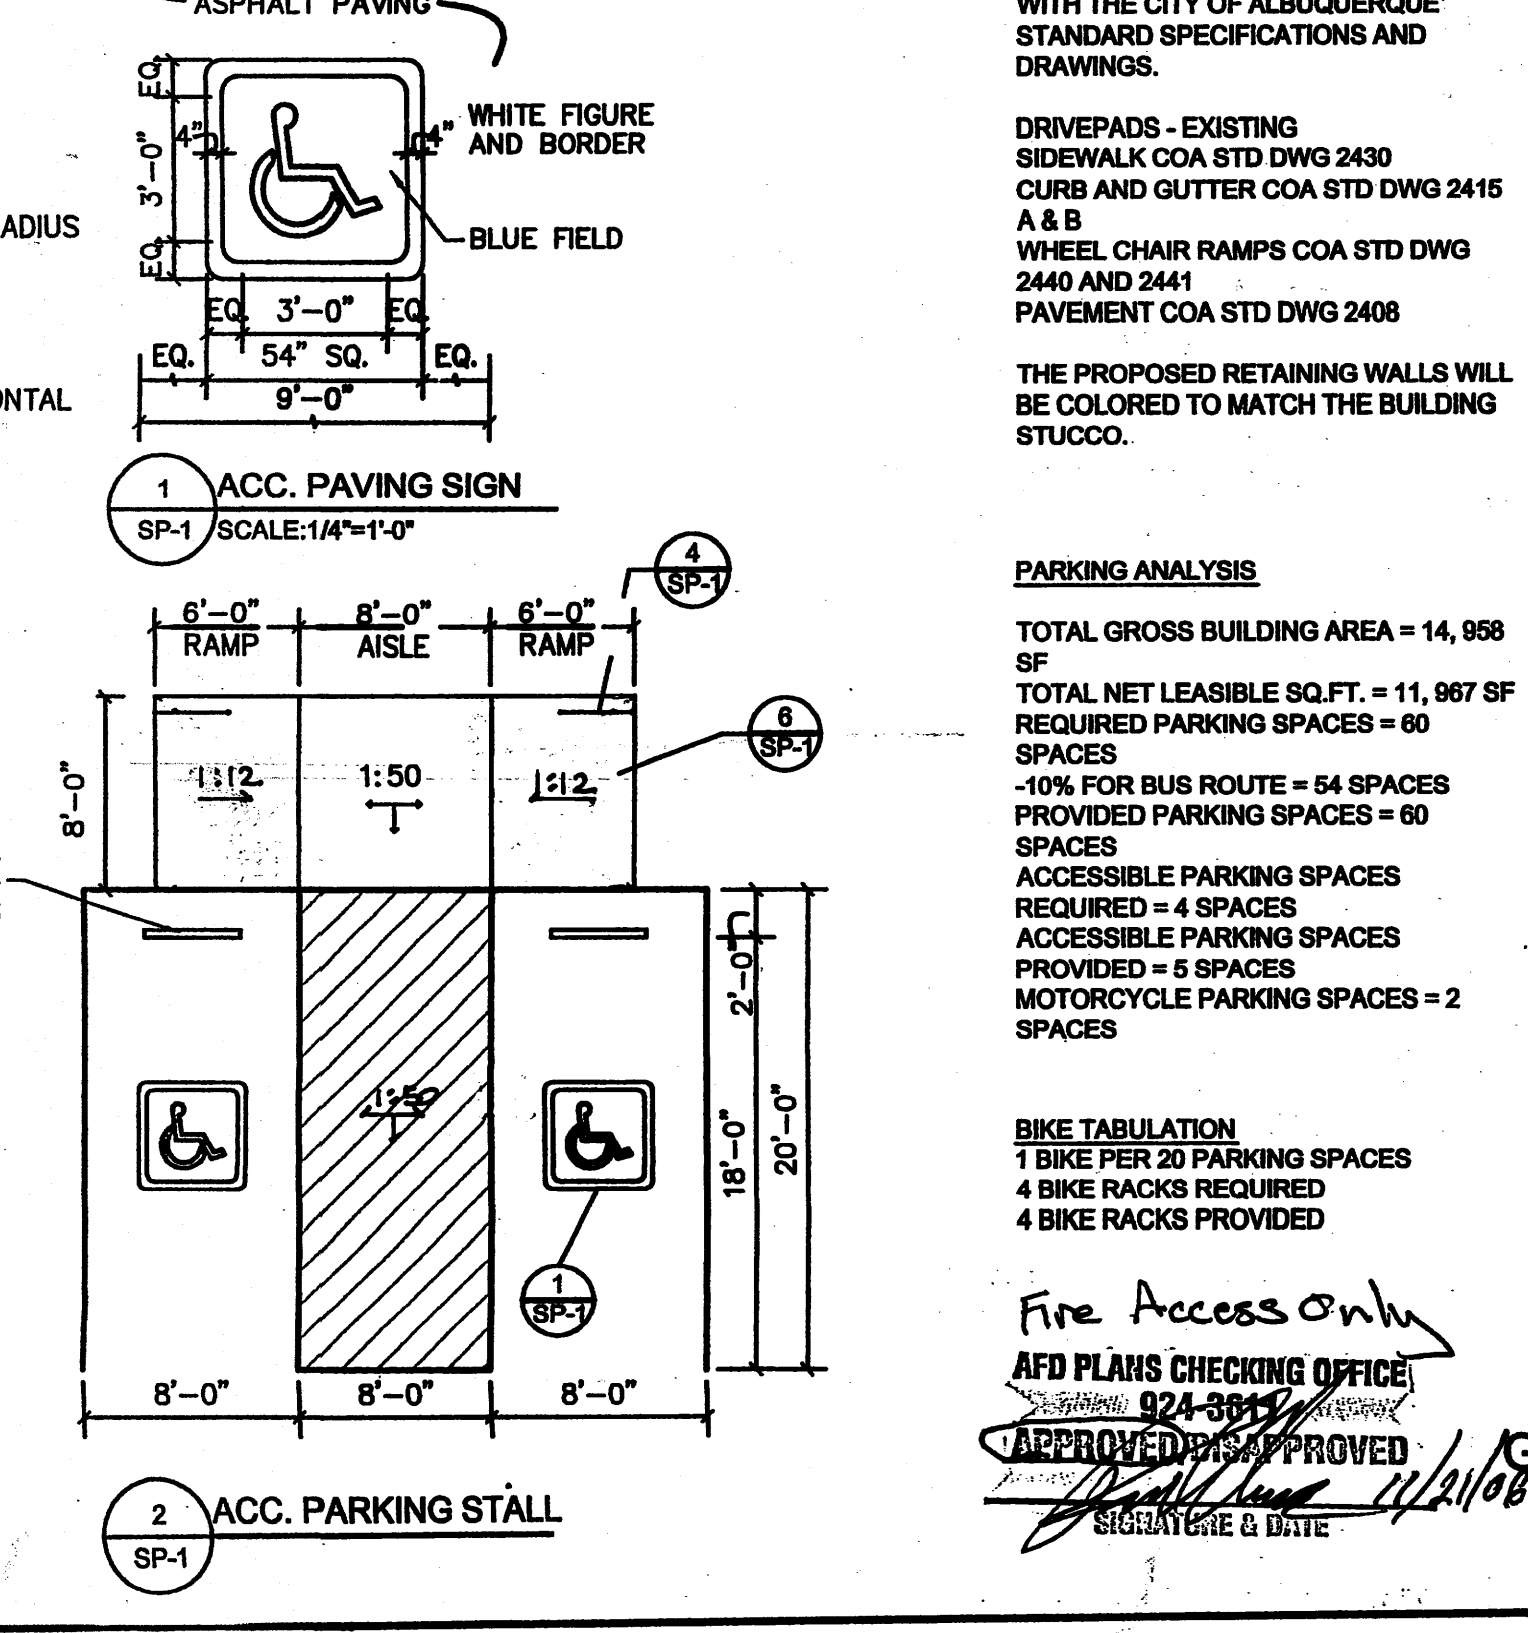 ASPHALT PAVING
EQ.
4"
4"
3'-0"
EQ.
WHITE FIGURE
AND BORDER
BLUE FIELD
ADIUS
EQ. 3'-0" EQ.
EQ. 54" SQ. EQ.
9'-0"
ONTAL
1
SP-1
ACC. PAVING SIGN
SCALE:1/4"=1'-0"
4
SP-1
6'-0" 8'-0" 6'-0"
RAMP AISLE RAMP
6
SP-1
1:12 1:50 1:12
8'-0"
2'-0"
1:50
18'-0"
20'-0"
1
SP-1
8'-0" 8'-0" 8'-0"
2
SP-1
ACC. PARKING STALL
WITH THE CITY OF ALBUQUERQUE
STANDARD SPECIFICATIONS AND
DRAWINGS.
DRIVEPADS - EXISTING
SIDEWALK COA STD DWG 2430
CURB AND GUTTER COA STD DWG 2415
A & B
WHEEL CHAIR RAMPS COA STD DWG
2440 AND 2441
PAVEMENT COA STD DWG 2408
THE PROPOSED RETAINING WALLS WILL
BE COLORED TO MATCH THE BUILDING
STUCCO.
PARKING ANALYSIS
TOTAL GROSS BUILDING AREA = 14, 958
SF
TOTAL NET LEASIBLE SQ.FT. = 11, 967 SF
REQUIRED PARKING SPACES = 60
SPACES
-10% FOR BUS ROUTE = 54 SPACES
PROVIDED PARKING SPACES = 60
SPACES
ACCESSIBLE PARKING SPACES
REQUIRED = 4 SPACES
ACCESSIBLE PARKING SPACES
PROVIDED = 5 SPACES
MOTORCYCLE PARKING SPACES = 2
SPACES
BIKE TABULATION
1 BIKE PER 20 PARKING SPACES
4 BIKE RACKS REQUIRED
4 BIKE RACKS PROVIDED
Fire Access Only
AFD PLANS CHECKING OFFICE
924-3611
APPROVED/DISAPPROVED
11/21/06
SIGNATURE & DATE